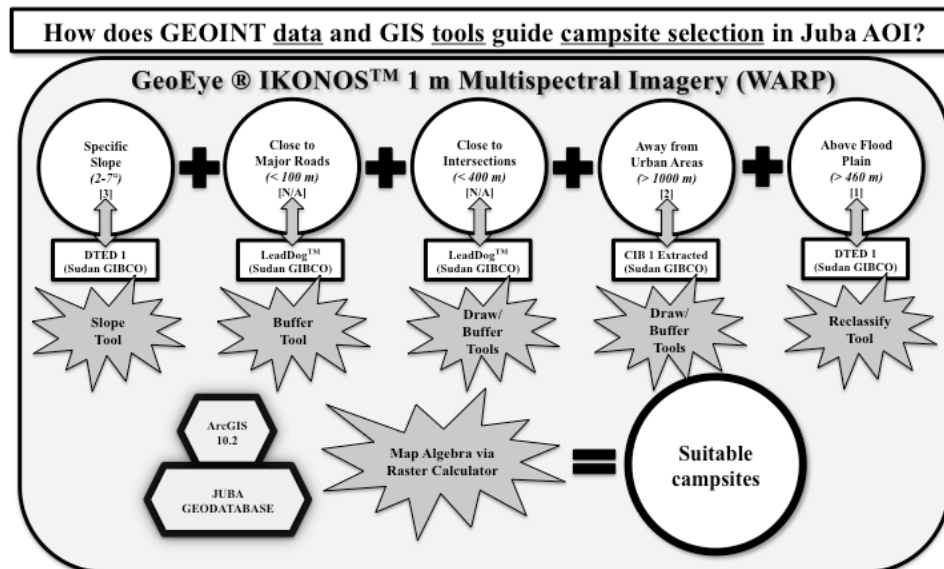 How does GEOINT data and GIS tools guide campsite selection in Juba AOI?
GeoEye ® IKONOS™ 1 m Multispectral Imagery (WARP)
Specific
Slope
(2-7°)
[3]
Close to
Major Roads
(< 100 m)
[N/A]
Close to
Intersections
(<400 m)
[N/A]
Away from
Urban Areas
(> 1000 m)
[2]
Above Flood
Plain
(> 460 m)
[1]
DTED 1
(Sudan GIBCO)
LeadDog™
(Sudan GIBCO)
LeadDog™
(Sudan GIBCO)
CIB 1 Extracted
(Sudan GIBCO)
DTED 1
(Sudan GIBCO)
Slope
Tool
Buffer
Tool
Draw/
Buffer
Tools
Draw/
Buffer
Tools
Reclassify
Tool
ArcGIS
10.2
JUBA
GEODATABASE
Map Algebra via
Raster Calculator
Suitable
campsites